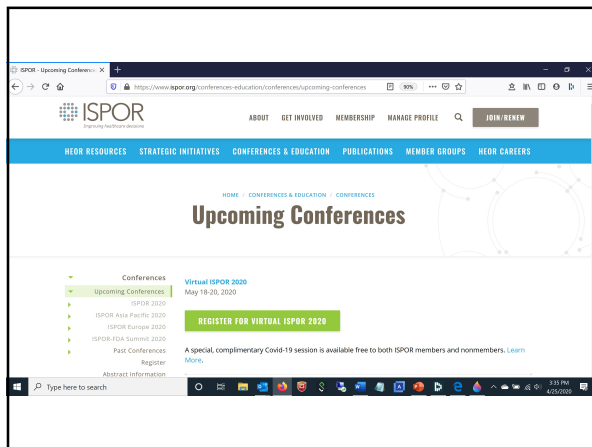 ISPOR - Upcoming Conferenc
https://www.ispor.org/conferences-education/conferences/upcoming-conferences
90%
ISPOR
Improving healthcare decisions
ABOUT GET INVOLVED MEMBERSHIP MANAGE PROFILE JOIN/RENEW
HEOR RESOURCES STRATEGIC INITIATIVES CONFERENCES & EDUCATION PUBLICATIONS MEMBER GROUPS HEOR CAREERS
HOME / CONFERENCES & EDUCATION / CONFERENCES
Upcoming Conferences
Conferences
Upcoming Conferences
ISPOR 2020
ISPOR Asia Pacific 2020
ISPOR Europe 2020
ISPOR-FDA Summit 2020
Past Conferences
Register
Abstract Information
Virtual ISPOR 2020
May 18-20, 2020
REGISTER FOR VIRTUAL ISPOR 2020
A special, complimentary Covid-19 session is available free to both ISPOR members and nonmembers. Learn
More.
Type here to search
3:35 PM
4/25/2020